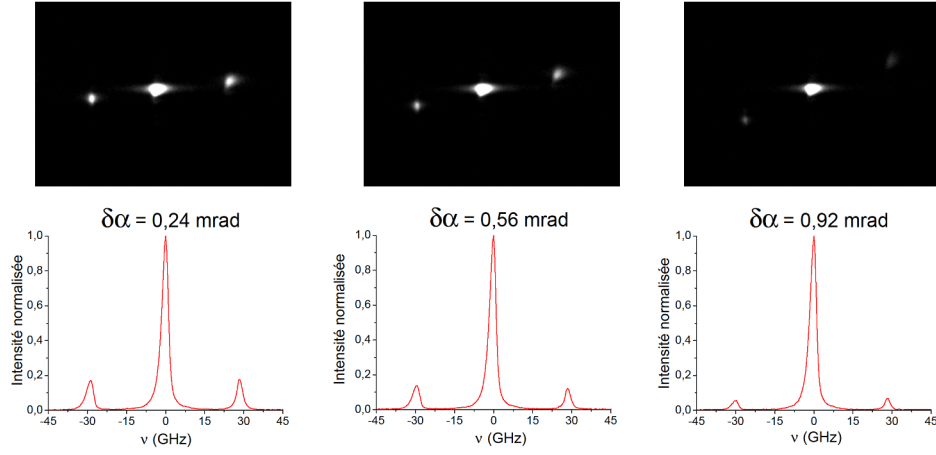 δα = 0,24 mrad
δα = 0,56 mrad
δα = 0,92 mrad
Intensité normalisée
1,0
0,8
0,6
0,4
0,2
0,0
-45 -30 -15 0 15 30 45
ν (GHz)
Intensité normalisée
1,0
0,8
0,6
0,4
0,2
0,0
-45 -30 -15 0 15 30 45
ν (GHz)
Intensité normalisée
1,0
0,8
0,6
0,4
0,2
0,0
-45 -30 -15 0 15 30 45
ν (GHz)